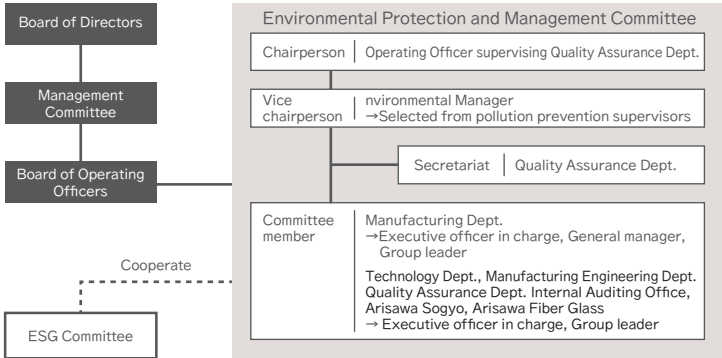 Board of Directors
Management
Committee
Board of Operating
Officers
Cooperate
ESG Committee
Environmental Protection and Management Committee
Chairperson
Operating Officer supervising Quality Assurance Dept.
Vice
chairperson
nvironmental Manager
→Selected from pollution prevention supervisors
Secretariat
Quality Assurance Dept.
Committee
member
Manufacturing Dept.
→Executive officer in charge, General manager,
Group leader
Technology Dept., Manufacturing Engineering Dept.
Quality Assurance Dept. Internal Auditing Office,
Arisawa Sogyo, Arisawa Fiber Glass
→ Executive officer in charge, Group leader